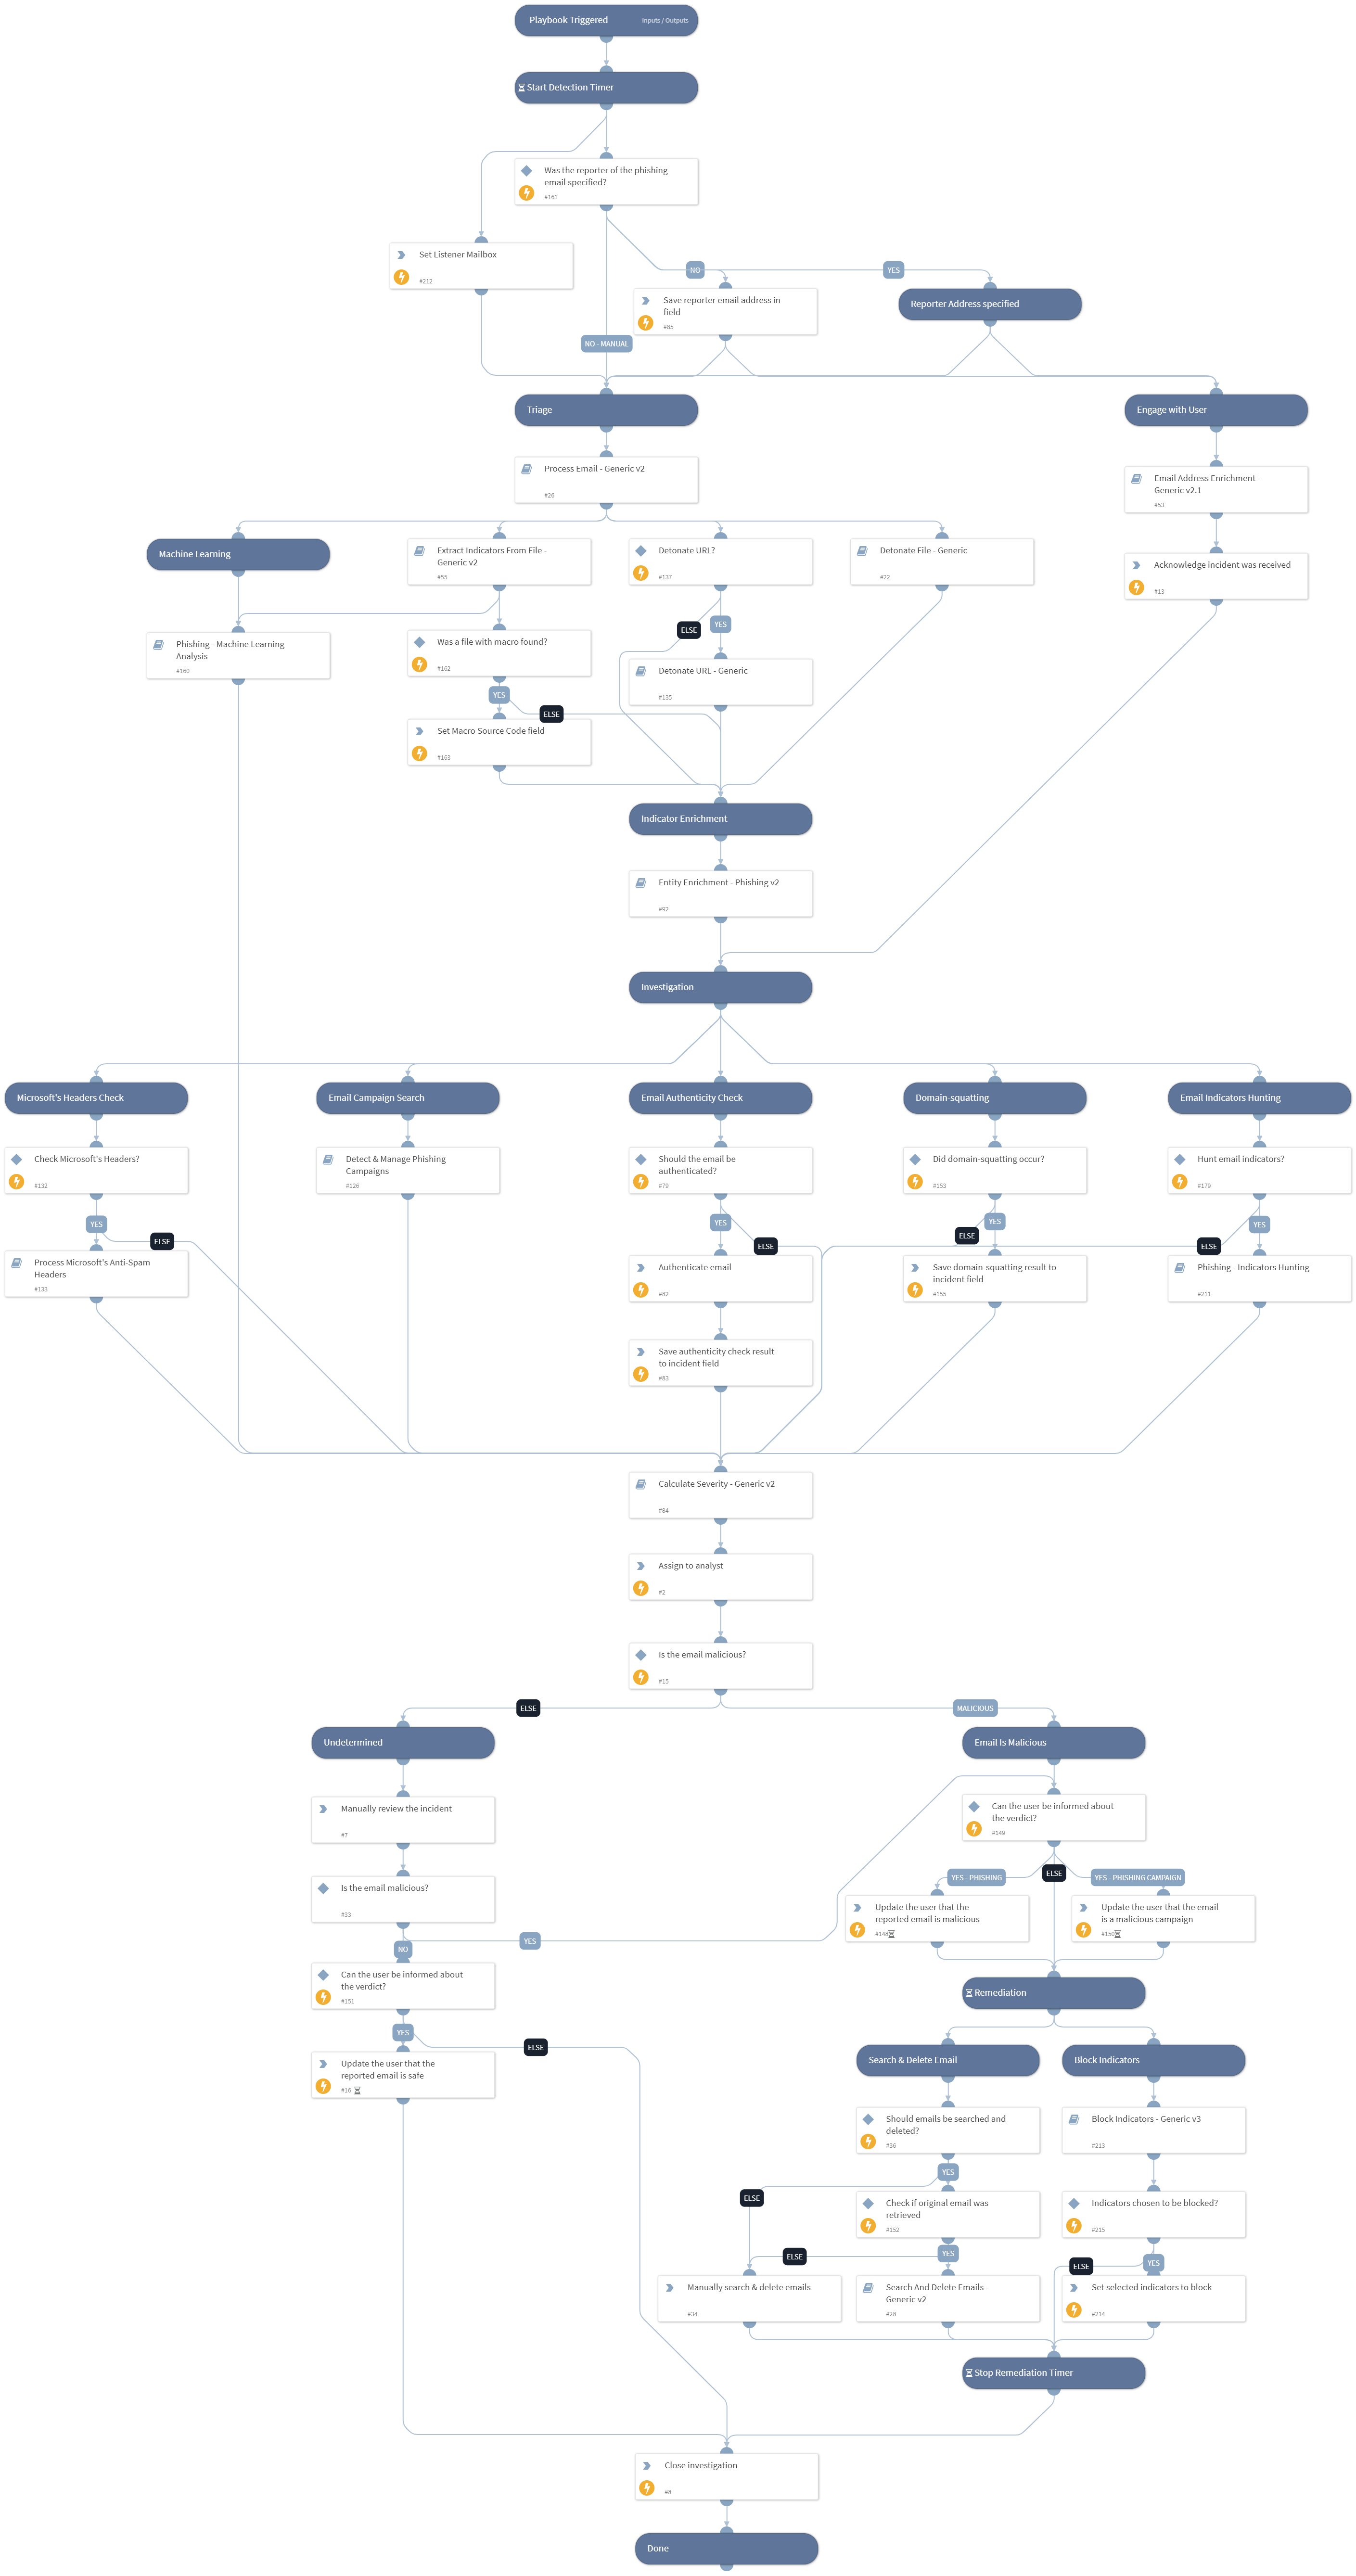 Playbook Triggered
Inputs / Outputs
Start Detection Timer
Was the reporter of the phishing
email specified?
#161
Set Listener Mailbox
#212
NO
YES
Save reporter email address in
field
#85
Reporter Address specified
NO - MANUAL
Triage
Engage with User
Process Email - Generic v2
#26
Email Address Enrichment -
Generic v2.1
#53
Machine Learning
Extract Indicators From File -
Generic v2
#55
Detonate URL?
#137
Detonate File - Generic
#22
Acknowledge incident was received
#13
ELSE
YES
Phishing - Machine Learning
Analysis
#180
Was a file with macro found?
#162
Detonate URL - Generic
#135
YES
ELSE
Set Macro Source Code field
#163
Indicator Enrichment
Entity Enrichment - Phishing v2
#92
Investigation
Microsoft's Headers Check
Email Campaign Search
Email Authenticity Check
Domain-squatting
Email Indicators Hunting
Check Microsoft's Headers?
#132
Detect & Manage Phishing
Campaigns
#126
Should the email be
authenticated?
#79
Did domain-squatting occur?
#153
Hunt email indicators?
#178
YES
ELSE
YES
ELSE
ELSE
YES
ELSE
YES
Process Microsoft's Anti-Spam
Headers
#133
Authenticate email
#82
Save domain-squatting result to
incident field
#155
Phishing - Indicators Hunting
#211
Save authenticity check result
to incident field
#83
Calculate Severity - Generic v2
#64
Assign to analyst
#2
Is the email malicious?
#15
ELSE
MALICIOUS
Undetermined
Email Is Malicious
Manually review the incident
#7
Can the user be informed about
the verdict?
#149
Is the email malicious?
#33
YES - PHISHING
ELSE
YES - PHISHING CAMPAIGN
Update the user that the
reported email is malicious
#148
Update the user that the email
is a malicious campaign
#150
NO
YES
Can the user be informed about
the verdict?
#151
Remediation
YES
ELSE
Update the user that the
reported email is safe
#16
Search & Delete Email
Block Indicators
Should emails be searched and
deleted?
#36
Block Indicators - Generic v3
#213
ELSE
YES
Check if original email was
retrieved
#152
Indicators chosen to be blocked?
#215
ELSE
YES
ELSE
YES
Manually search & delete emails
#34
Search And Delete Emails -
Generic v2
#28
Set selected indicators to block
#214
Stop Remediation Timer
Close investigation
#8
Done